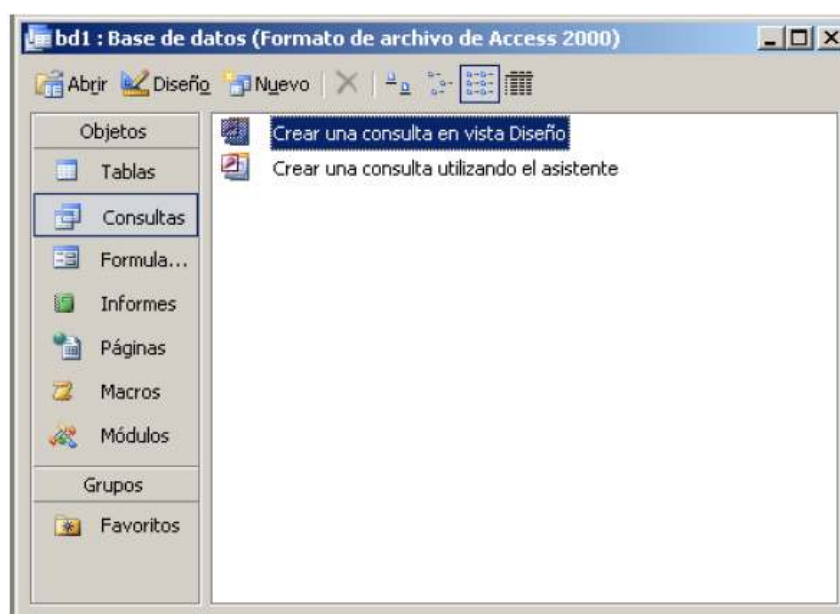 bd1 : Base de datos (Formato de archivo de Access 2000)
Abrir Diseño Nuevo
Objetos
Tablas
Consultas
Formula...
Informes
Páginas
Macros
Módulos
Grupos
Favoritos
Crear una consulta en vista Diseño
Crear una consulta utilizando el asistente